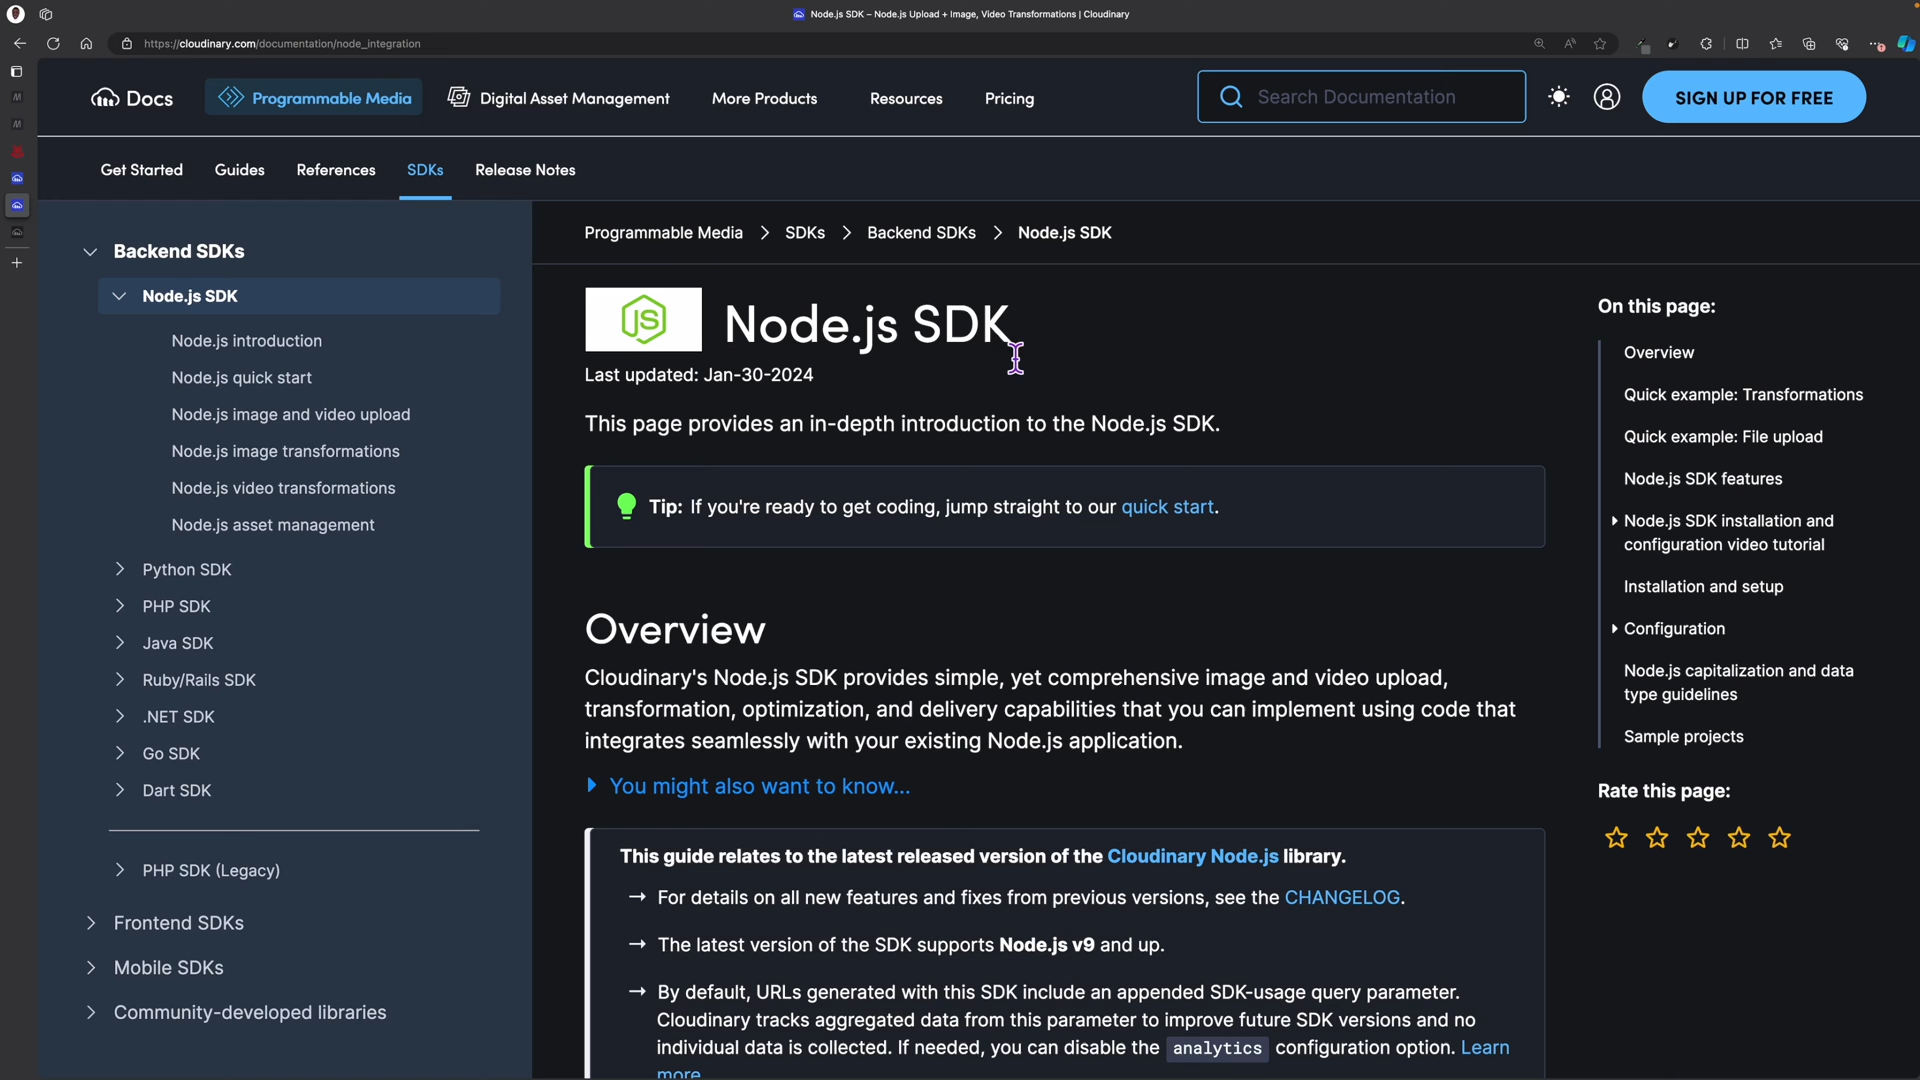 Node.js SDK – Node.js Upload + Image, Video Transformations | Cloudinary
https://cloudinary.com/documentation/node_integration
Docs
Programmable Media
Digital Asset Management
More Products
Resources
Pricing
Search Documentation
SIGN UP FOR FREE
Get Started
Guides
References
SDKs
Release Notes
Backend SDKs
Node.js SDK
Node.js introduction
Node.js quick start
Node.js image and video upload
Node.js image transformations
Node.js video transformations
Node.js asset management
Python SDK
PHP SDK
Java SDK
Ruby/Rails SDK
.NET SDK
Go SDK
Dart SDK
PHP SDK (Legacy)
Frontend SDKs
Mobile SDKs
Community-developed libraries
Programmable Media > SDKs > Backend SDKs > Node.js SDK
JS
Node.js SDK
Last updated: Jan-30-2024
This page provides an in-depth introduction to the Node.js SDK.
Tip: If you're ready to get coding, jump straight to our quick start.
Overview
Cloudinary's Node.js SDK provides simple, yet comprehensive image and video upload,
transformation, optimization, and delivery capabilities that you can implement using code that
integrates seamlessly with your existing Node.js application.
You might also want to know...
This guide relates to the latest released version of the Cloudinary Node.js library.
→ For details on all new features and fixes from previous versions, see the CHANGELOG.
→ The latest version of the SDK supports Node.js v9 and up.
→ By default, URLs generated with this SDK include an appended SDK-usage query parameter.
Cloudinary tracks aggregated data from this parameter to improve future SDK versions and no
individual data is collected. If needed, you can disable the analytics configuration option. Learn
more
On this page:
Overview
Quick example: Transformations
Quick example: File upload
Node.js SDK features
Node.js SDK installation and
configuration video tutorial
Installation and setup
Configuration
Node.js capitalization and data
type guidelines
Sample projects
Rate this page: